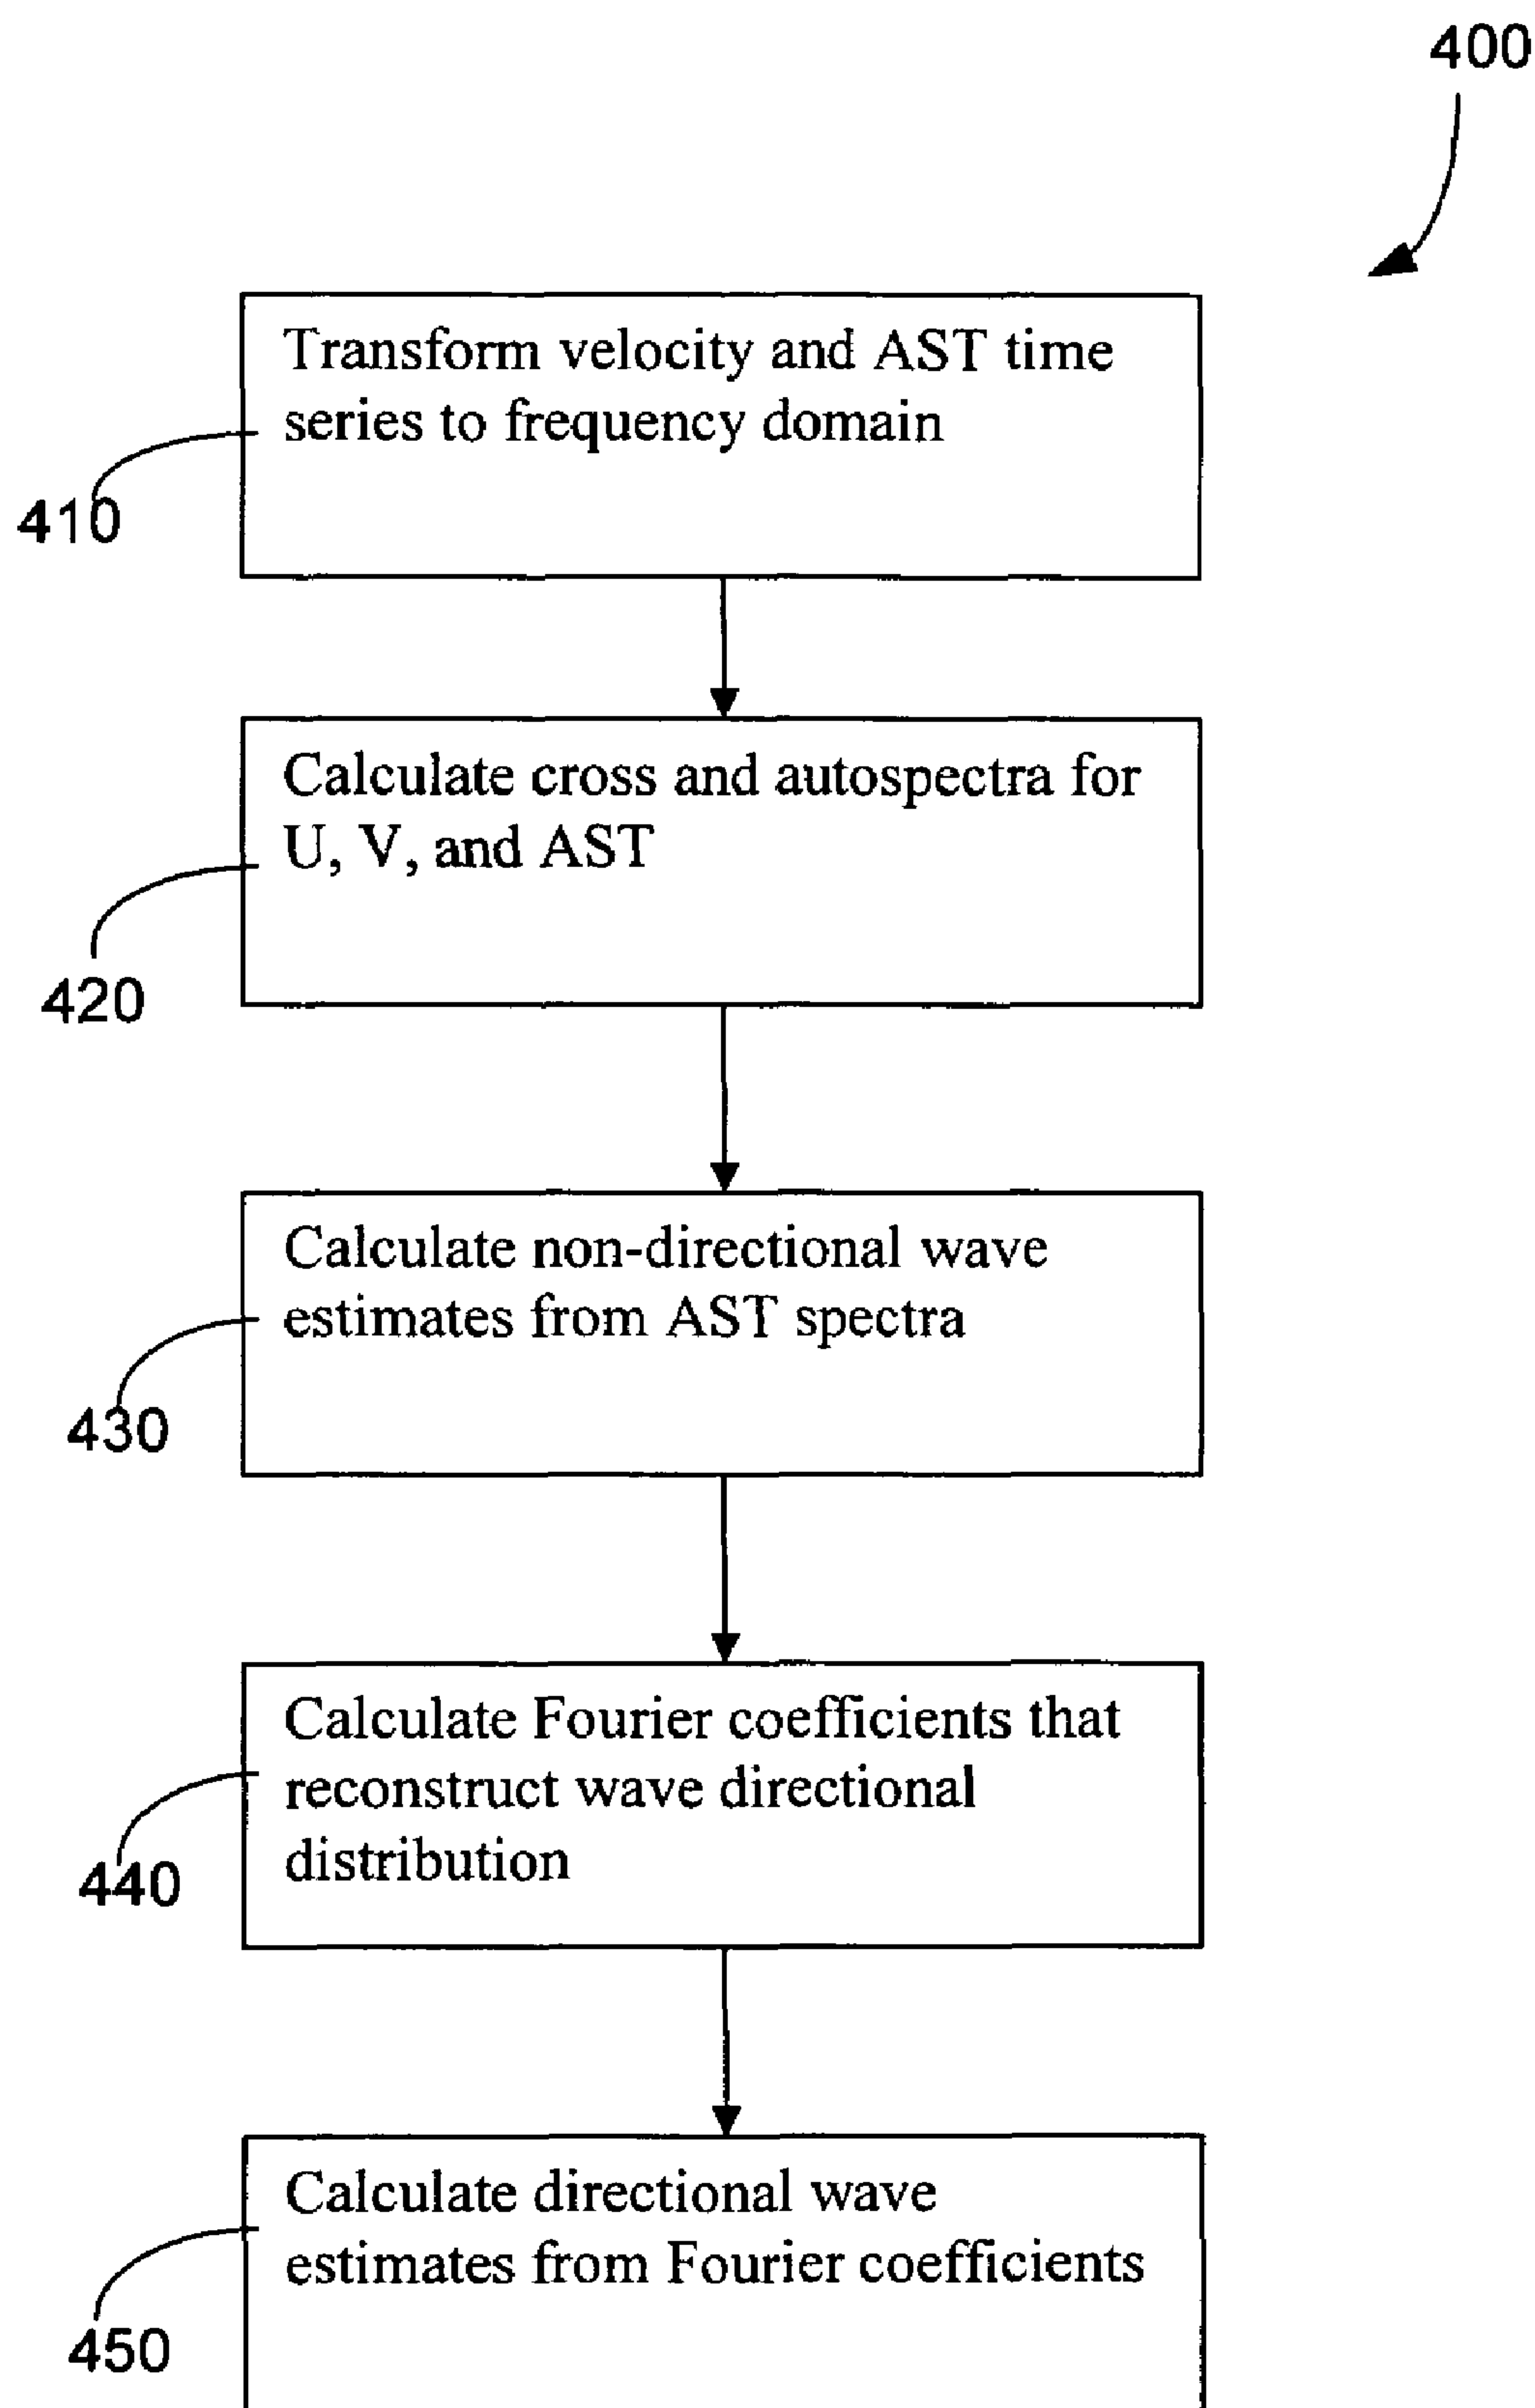 400
Transform velocity and AST time
series to frequency domain
410
Calculate cross and autospectra for
U, V, and AST
420
Calculate non-directional wave
estimates from AST spectra
430
Calculate Fourier coefficients that
reconstruct wave directional
distribution
440
Calculate directional wave
estimates from Fourier coefficients
450